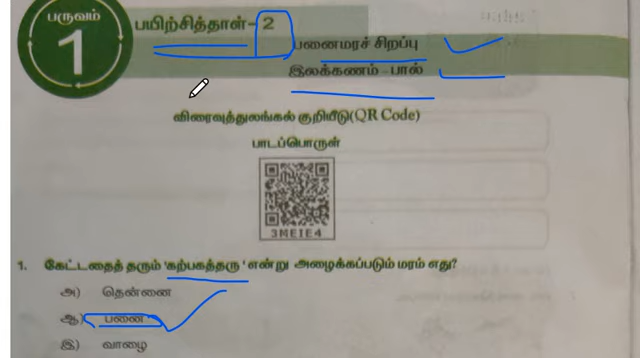 பருவம்
1
பயிற்சித்தாள்- 2
பனைமரச் சிறப்பு
இலக்கணம் - பால்
விரைவுத்துலங்கல் குறியீடு(QR Code)
பாடப்பொருள்
3MEIE4
1. கேட்டதைத் தரும் 'கற்பகத்தரு ' என்று அழைக்கப்படும் மரம் எது?
அ) தென்னை
ஆ) பனை
இ) வாழை